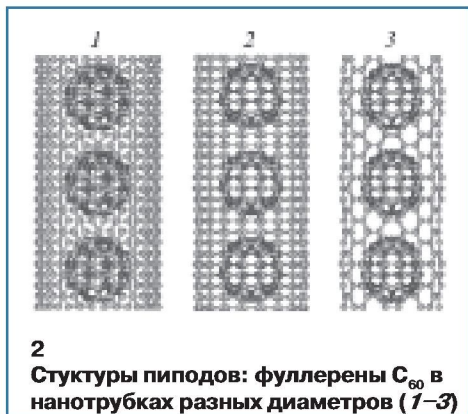 1 2 3
2
Стуктуры пиподов: фуллерены C₆₀ в
нанотрубках разных диаметров (1–3)